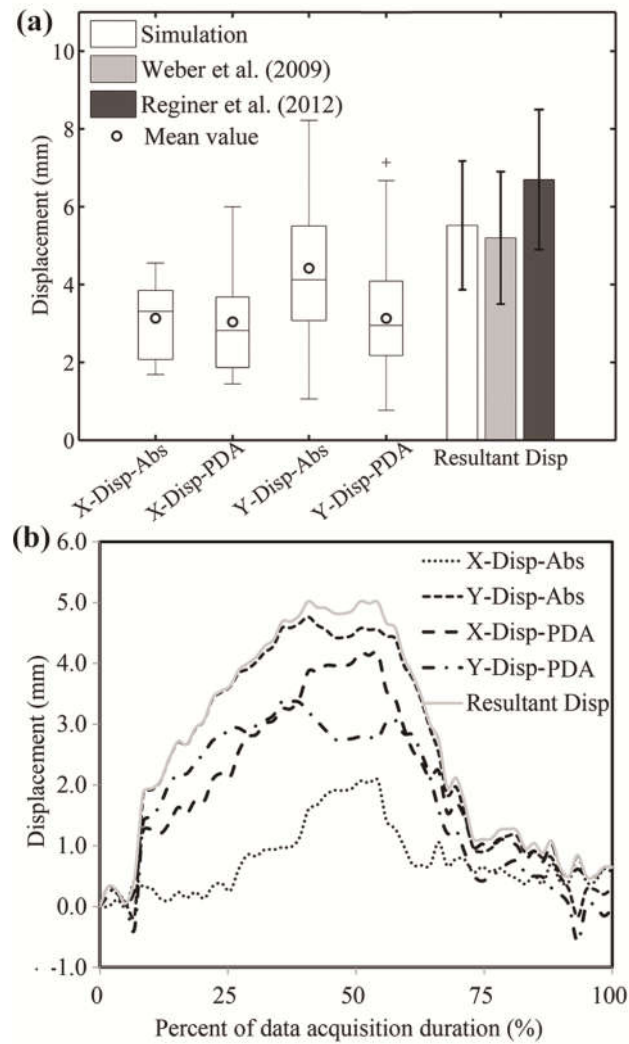 (a)
Simulation
Weber et al. (2009)
Reginer et al. (2012)
Mean value
Displacement (mm)
10
8
6
4
2
0
X-Disp-Abs
X-Disp-PDA
Y-Disp-Abs
Y-Disp-PDA
Resultant Disp
(b)
X-Disp-Abs
Y-Disp-Abs
X-Disp-PDA
Y-Disp-PDA
Resultant Disp
Displacement (mm)
6.0
5.0
4.0
3.0
2.0
1.0
0.0
-1.0
0
25
50
75
100
Percent of data acquisition duration (%)